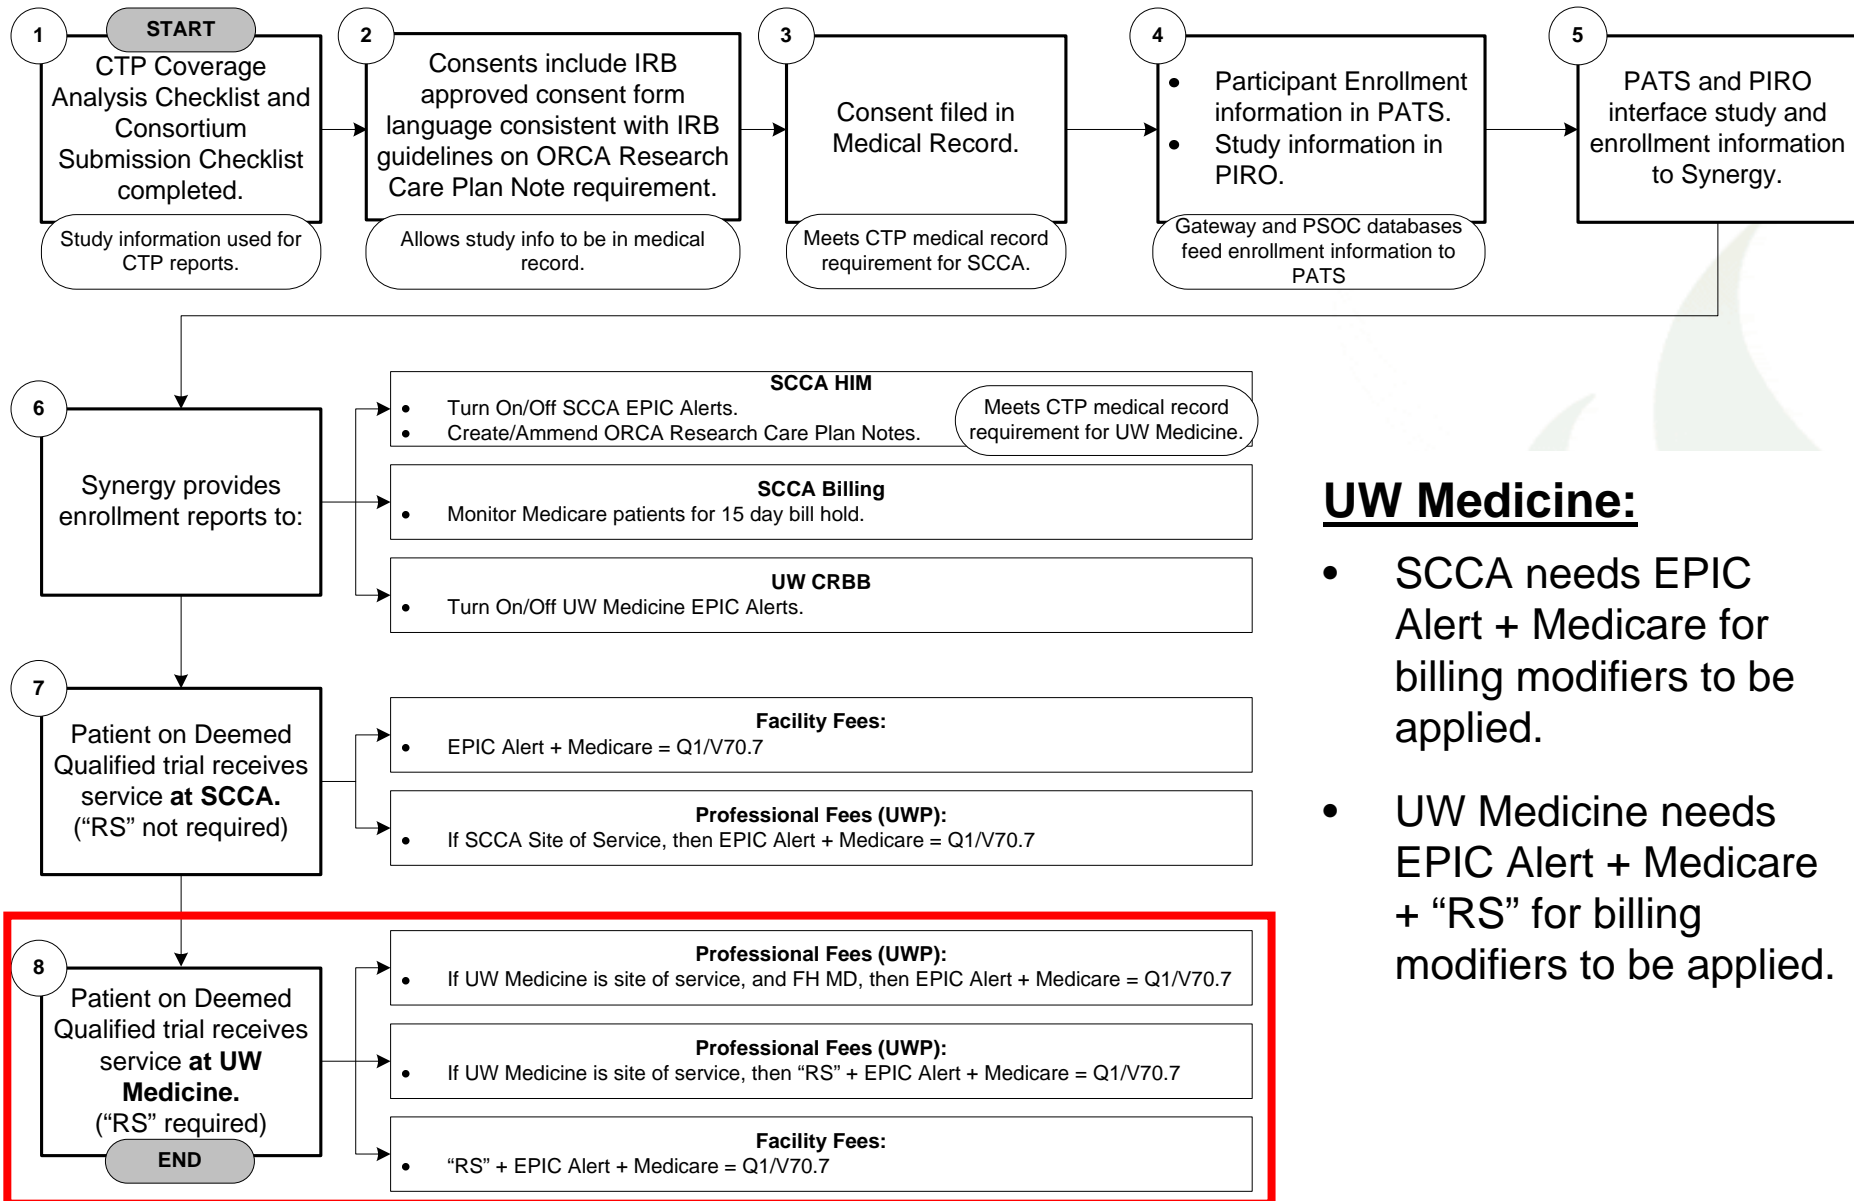 1
START
CTP Coverage
Analysis Checklist and
Consortium
Submission Checklist
completed.
Study information used for
CTP reports.
2
Consents include IRB
approved consent form
language consistent with IRB
guidelines on ORCA Research
Care Plan Note requirement.
Allows study info to be in medical
record.
3
Consent filed in
Medical Record.
Meets CTP medical record
requirement for SCCA.
4
• Participant Enrollment
information in PATS.
• Study information in
PIRO.
Gateway and PSOC databases
feed enrollment information to
PATS
5
PATS and PIRO
interface study and
enrollment information
to Synergy.
6
Synergy provides
enrollment reports to:
SCCA HIM
• Turn On/Off SCCA EPIC Alerts.
• Create/Ammend ORCA Research Care Plan Notes.
Meets CTP medical record
requirement for UW Medicine.
SCCA Billing
• Monitor Medicare patients for 15 day bill hold.
UW CRBB
• Turn On/Off UW Medicine EPIC Alerts.
7
Patient on Deemed
Qualified trial receives
service at SCCA.
(“RS” not required)
Facility Fees:
• EPIC Alert + Medicare = Q1/V70.7
Professional Fees (UWP):
• If SCCA Site of Service, then EPIC Alert + Medicare = Q1/V70.7
8
Patient on Deemed
Qualified trial receives
service at UW
Medicine.
(“RS” required)
END
Professional Fees (UWP):
• If UW Medicine is site of service, and FH MD, then EPIC Alert + Medicare = Q1/V70.7
Professional Fees (UWP):
• If UW Medicine is site of service, then “RS” + EPIC Alert + Medicare = Q1/V70.7
Facility Fees:
• “RS” + EPIC Alert + Medicare = Q1/V70.7
UW Medicine:
• SCCA needs EPIC
Alert + Medicare for
billing modifiers to be
applied.
• UW Medicine needs
EPIC Alert + Medicare
+ “RS” for billing
modifiers to be applied.